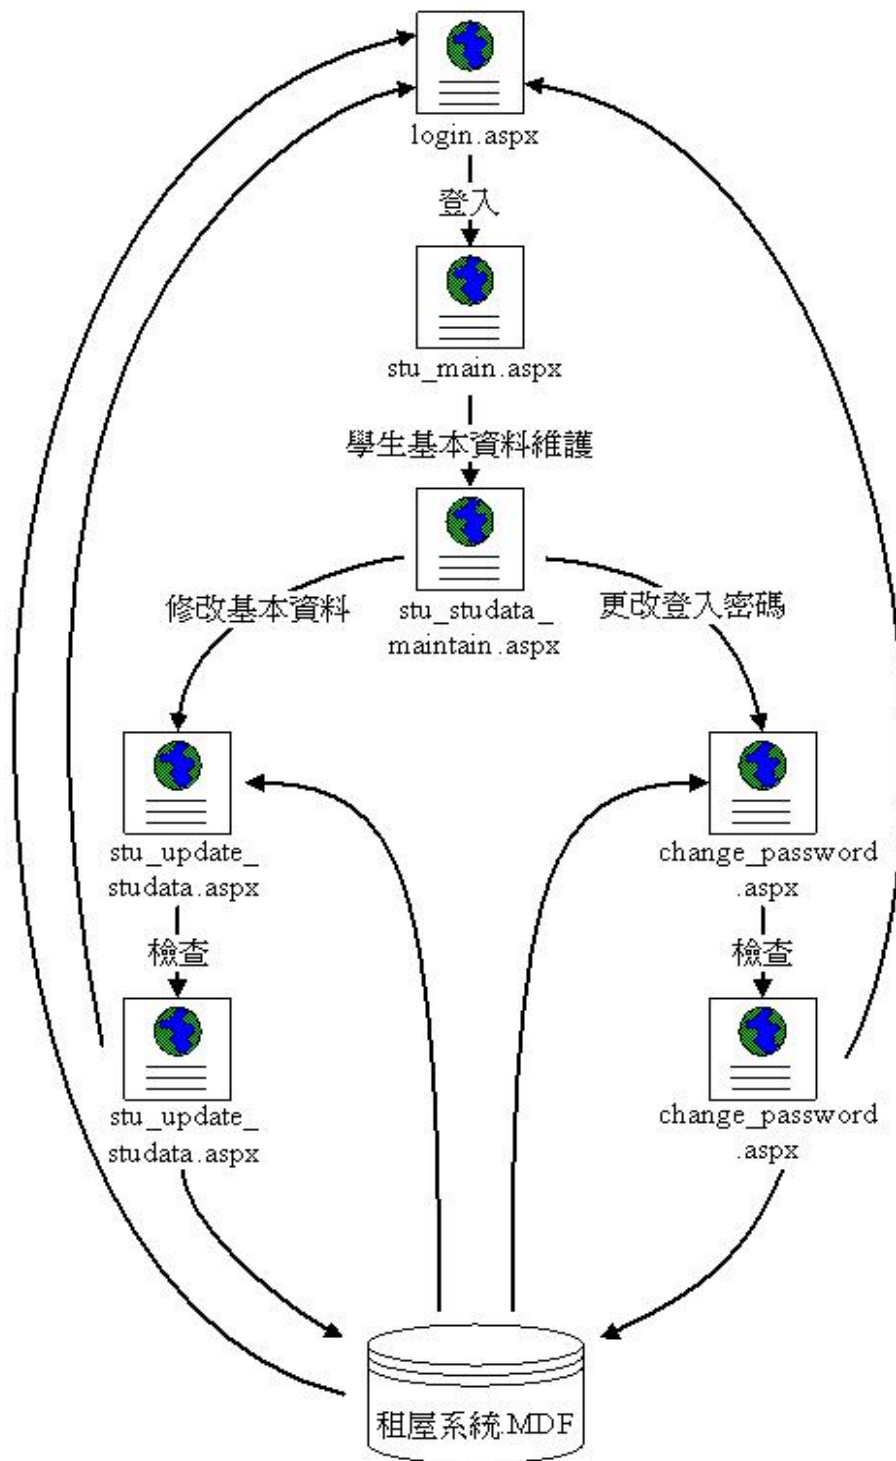 login.aspx
登入
stu_main.aspx
學生基本資料維護
stu_studata_
maintain.aspx
修改基本資料
更改登入密碼
stu_update_
studata.aspx
change_password
.aspx
檢查
檢查
stu_update_
studata.aspx
change_password
.aspx
租屋系統.MDF